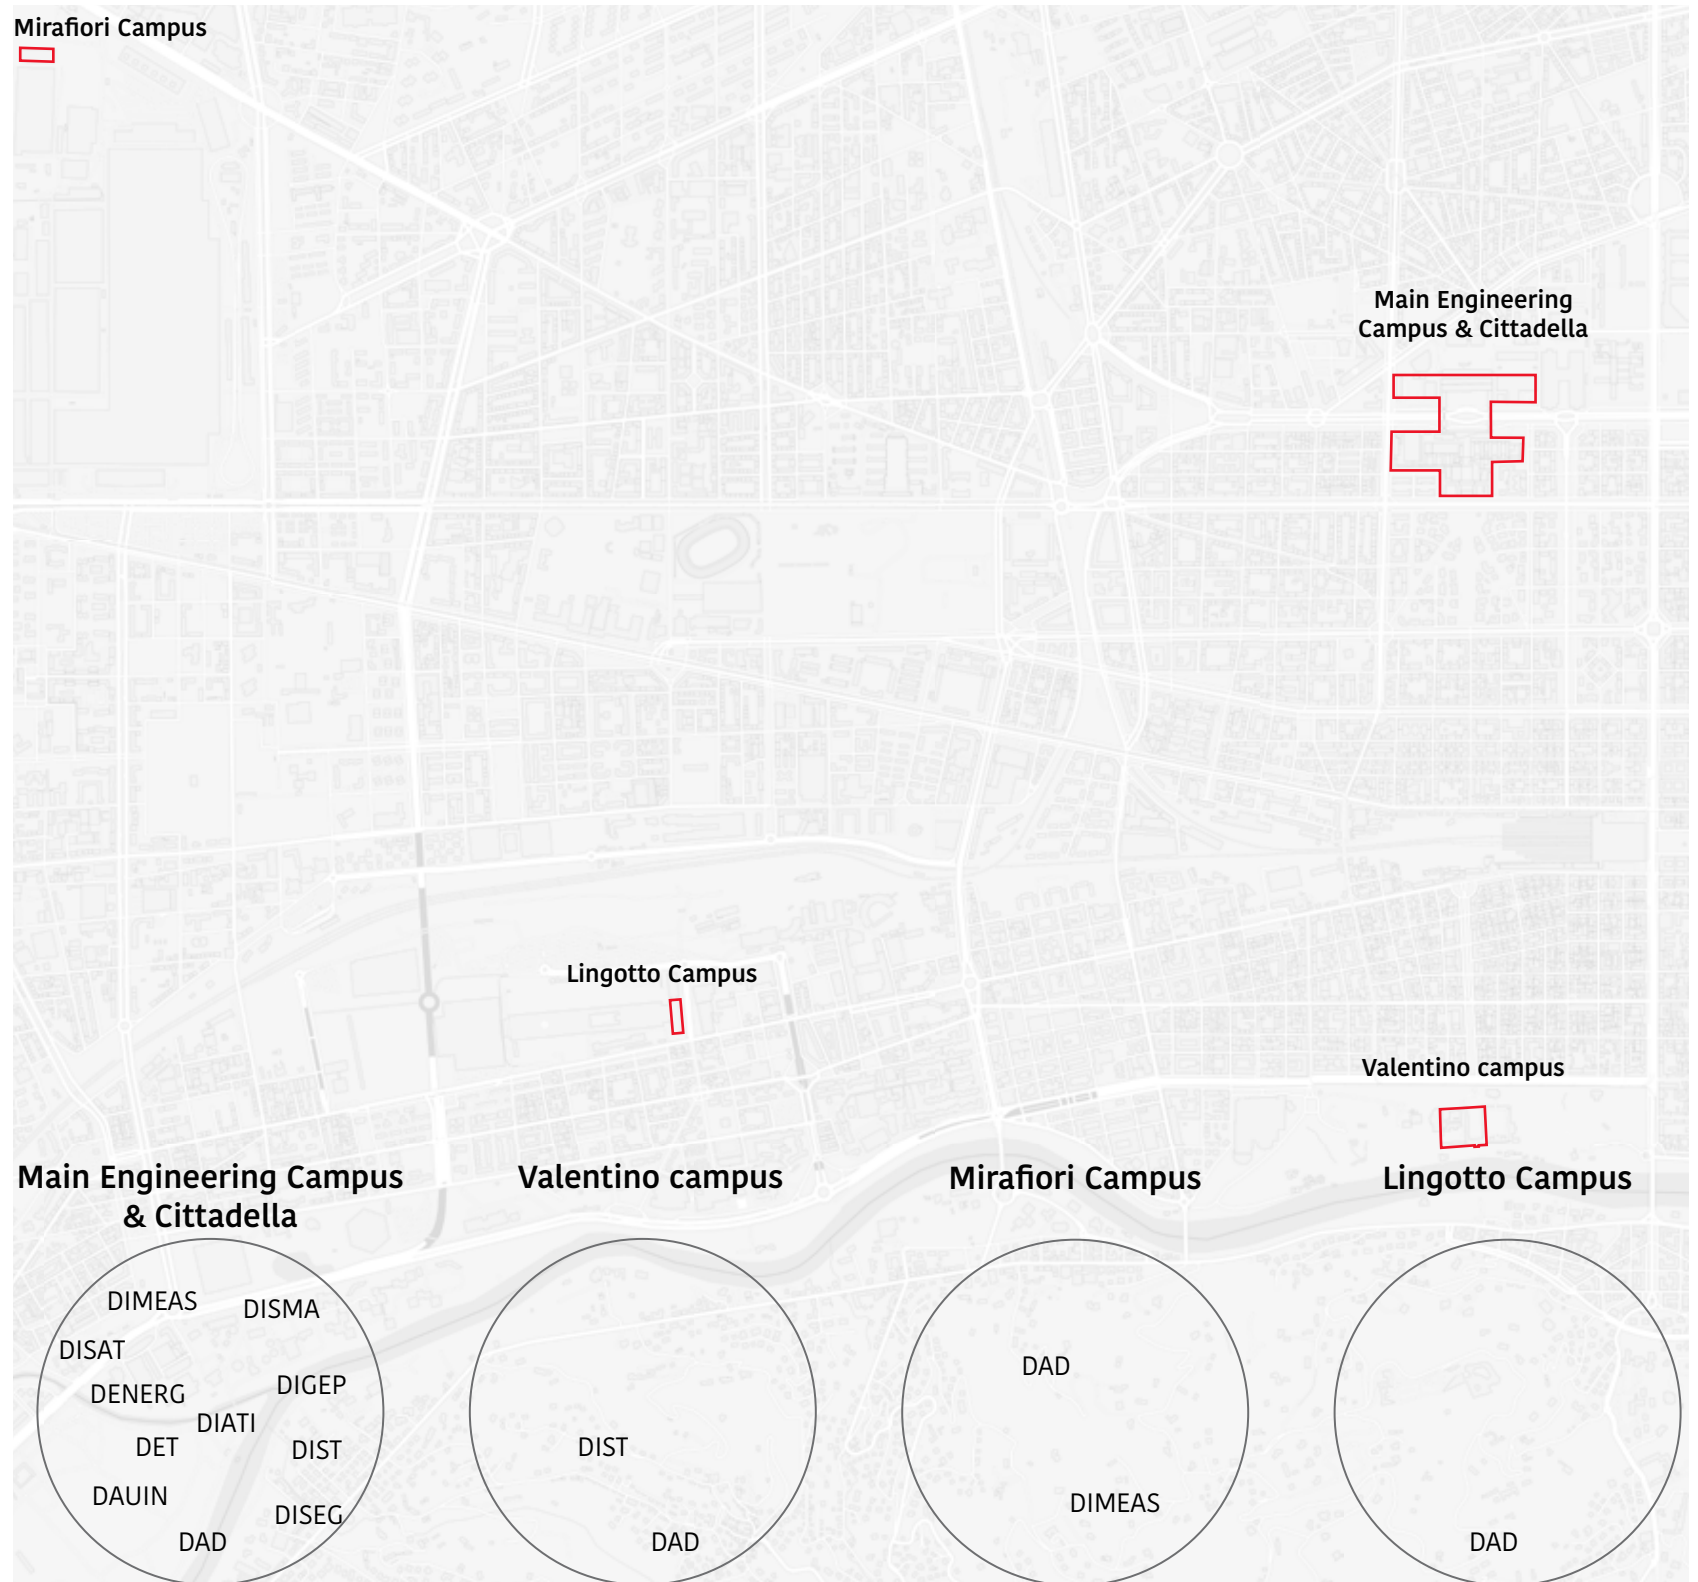 Mirafiori Campus
Main Engineering
Campus & Cittadella
Lingotto Campus
Valentino campus
Main Engineering Campus
& Cittadella
DIMEAS
DISMA
DISAT
DENERG
DIGEP
DIATI
DET
DIST
DAUIN
DISEG
DAD
Valentino campus
DIST
DAD
Mirafiori Campus
DAD
DIMEAS
Lingotto Campus
DAD